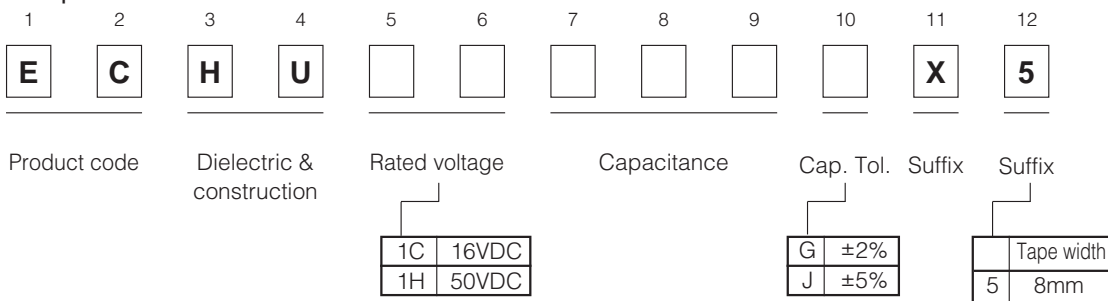 1 2 3 4 5 6 7 8 9 10 11 12
E C H U X 5
Product code Dielectric & construction Rated voltage Capacitance Cap. Tol. Suffix Suffix
1C 16VDC
1H 50VDC
G ±2%
J ±5%
Tape width
5 8mm